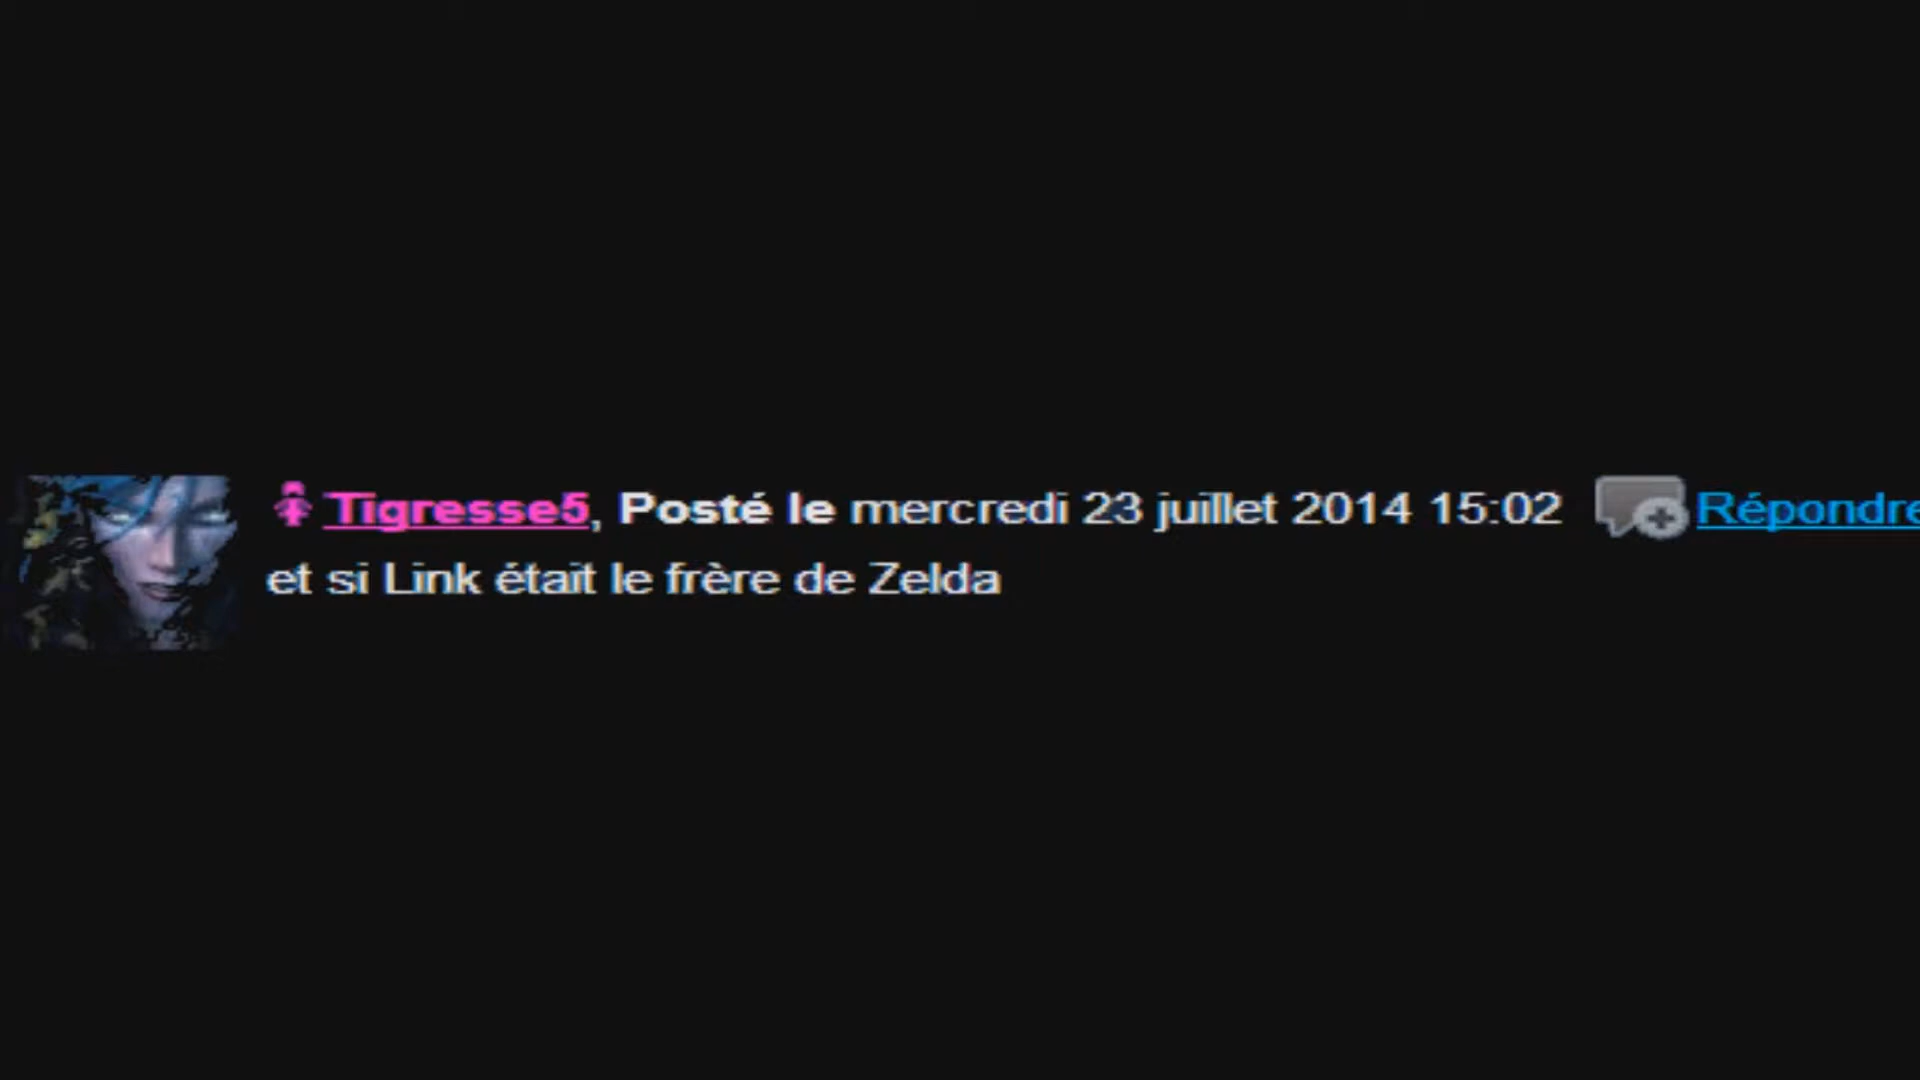 Tigresse5, Posté le mercredi 23 juillet 2014 15:02 Répondre
et si Link était le frère de Zelda